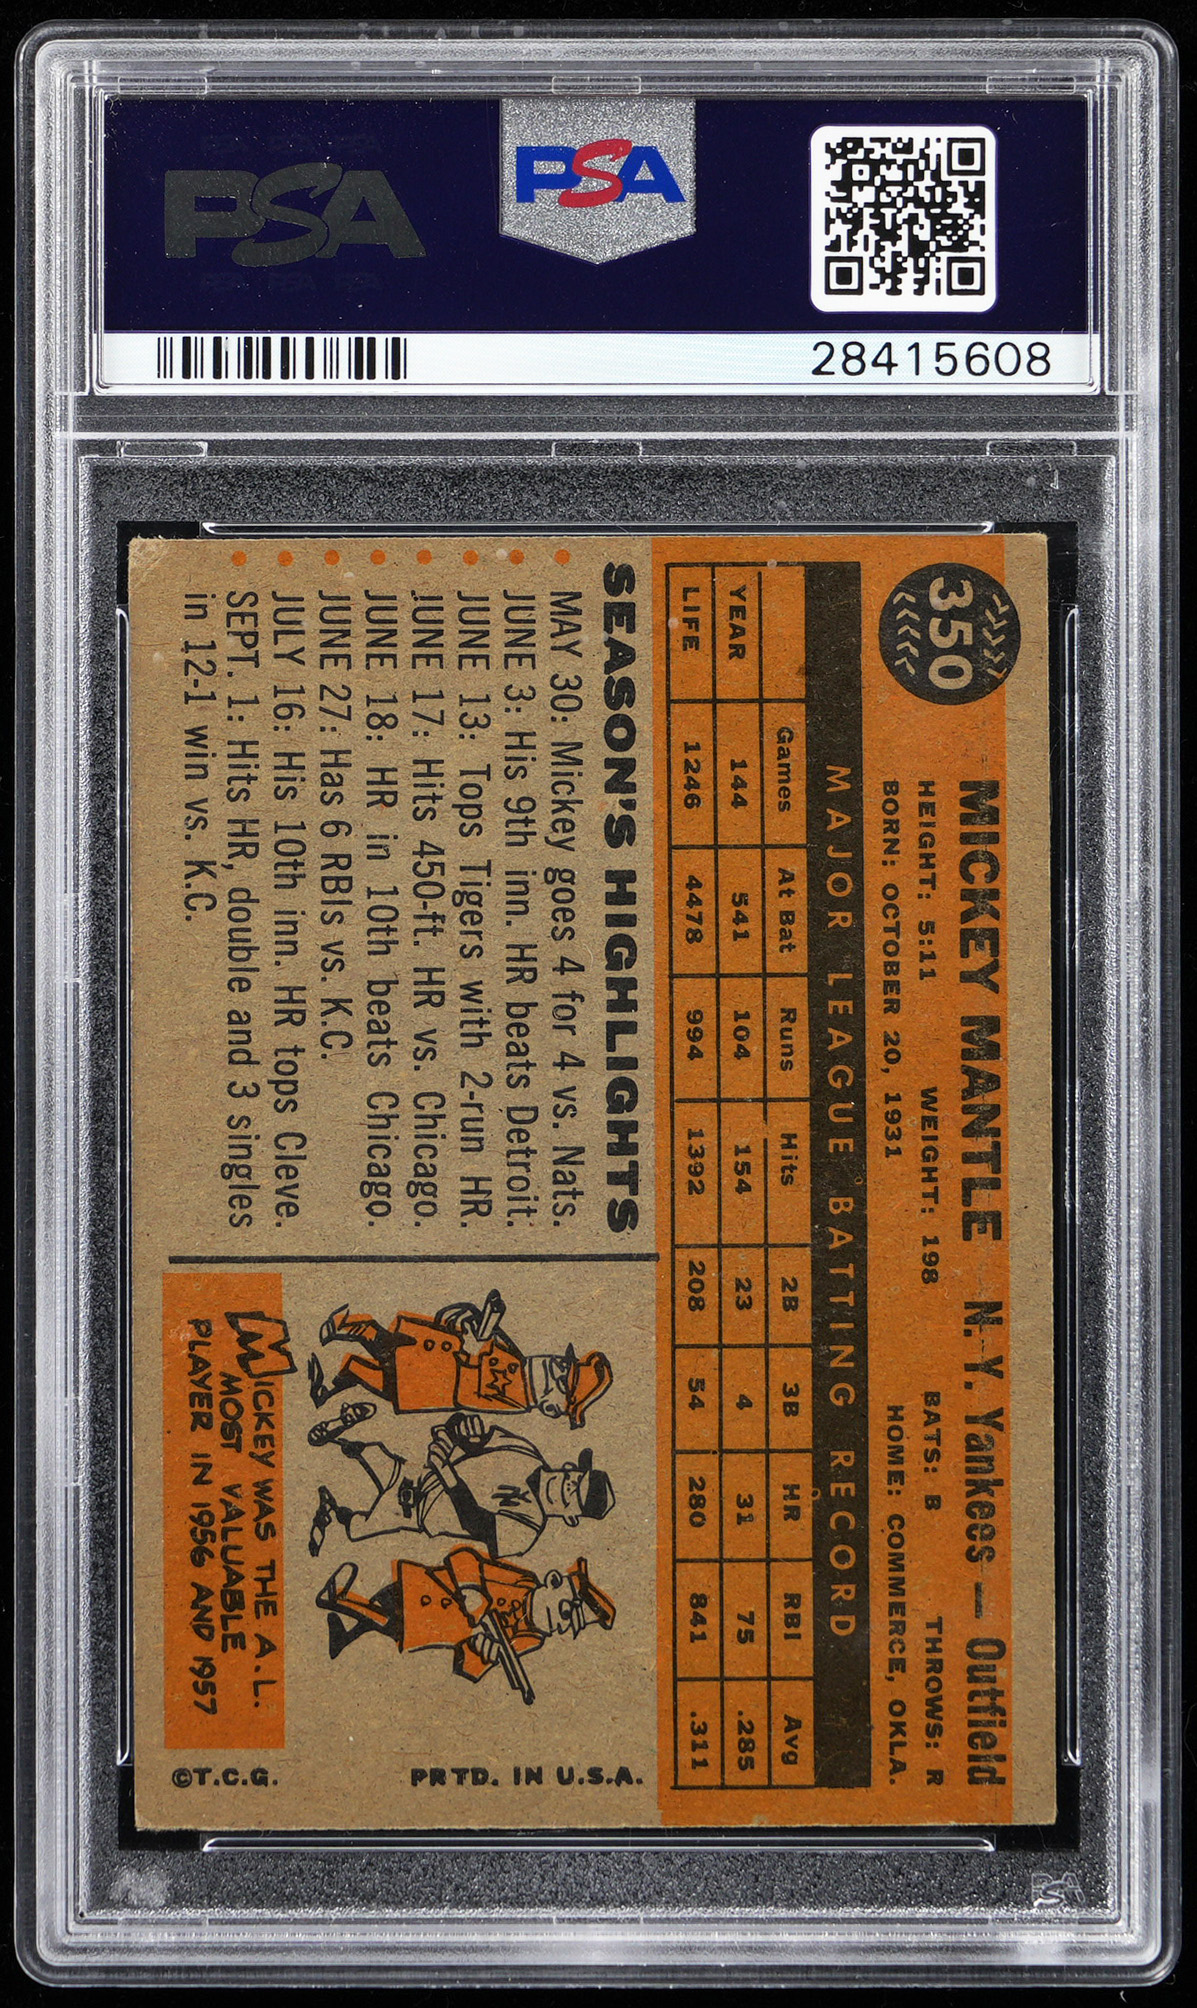 PSA
PSA
28415608
350
MICKEY MANTLE N. Y. Yankees — Outfield
HEIGHT: 5:11 WEIGHT: 198 BATS: B THROWS: R
BORN: OCTOBER 20, 1931 HOME: COMMERCE, OKLA.
MAJOR LEAGUE BATTING RECORD
Games At Bat Runs Hits 2B 3B HR RBI Avg
YEAR 144 541 104 154 23 4 31 75 .285
LIFE 1246 4478 994 1392 208 54 280 841 .311
SEASON'S HIGHLIGHTS
MAY 30: Mickey goes 4 for 4 vs. Nats.
JUNE 3: His 9th inn. HR beats Detroit.
JUNE 13: Tops Tigers with 2-run HR.
JUNE 17: Hits 450-ft. HR vs. Chicago.
JUNE 18: HR in 10th beats Chicago.
JUNE 27: Has 6 RBIs vs. K.C.
JULY 16: His 10th inn. HR tops Cleve.
SEPT. 1: Hits HR, double and 3 singles
in 12-1 win vs. K.C.
NY
MICKEY WAS THE A.L.
MOST VALUABLE
PLAYER IN 1956 AND 1957
©T.C.G. PRTD. IN U.S.A.
PSA